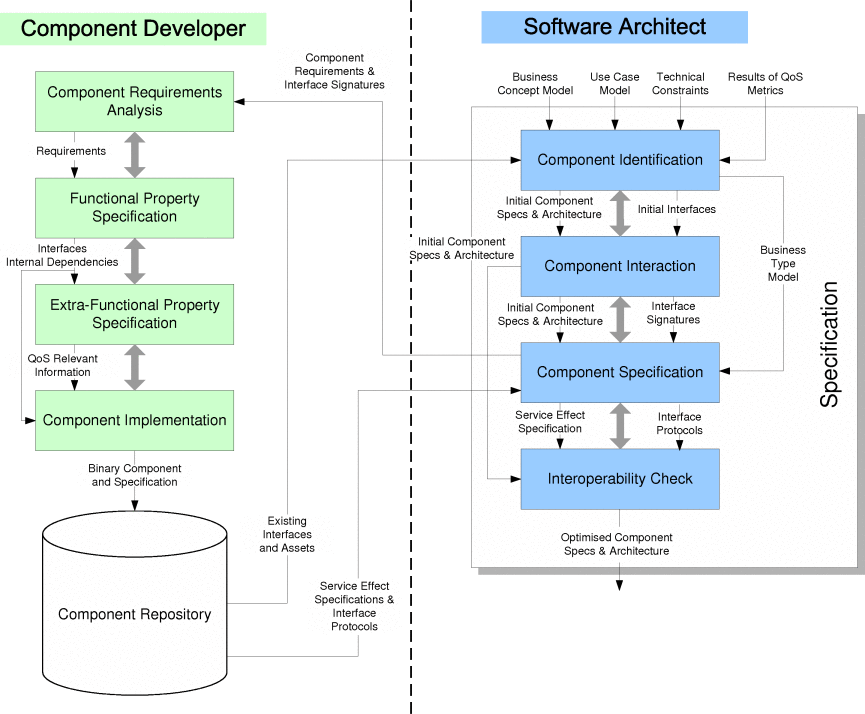 Component Developer
Software Architect
Component
Requirements &
Interface Signatures
Business
Concept Model
Use Case
Model
Technical
Constraints
Results of QoS
Metrics
Component Requirements
Analysis
Component Identification
Requirements
Functional Property
Specification
Initial Component
Specs & Architecture
Initial Interfaces
Interfaces
Internal Dependencies
Initial Component
Specs & Architecture
Component Interaction
Business
Type
Model
Extra-Functional Property
Specification
Initial Component
Specs & Architecture
Interface
Signatures
Specification
QoS Relevant
Information
Component Specification
Component Implementation
Service Effect
Specification
Interface
Protocols
Binary Component
and Specification
Interoperability Check
Existing
Interfaces
and Assets
Optimised Component
Specs & Architecture
Component Repository
Service Effect
Specifications &
Interface
Protocols